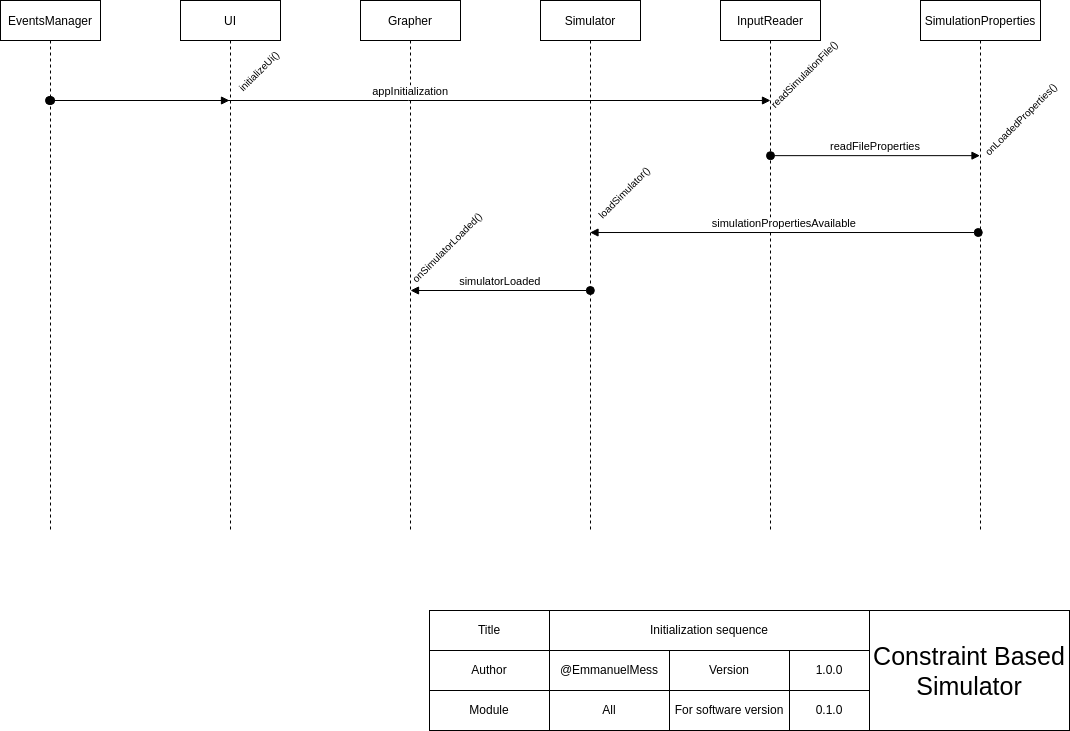 EventsManager
UI
Grapher
Simulator
InputReader
SimulationProperties
initializeUi()
appInitialization
readSimulationFile()
readFileProperties
onLoadedProperties()
loadSimulator()
simulationPropertiesAvailable
onSimulatorLoaded()
simulatorLoaded
Title
Initialization sequence
Author
@EmmanuelMess
Version
1.0.0
Module
All
For software version
0.1.0
Constraint Based
Simulator